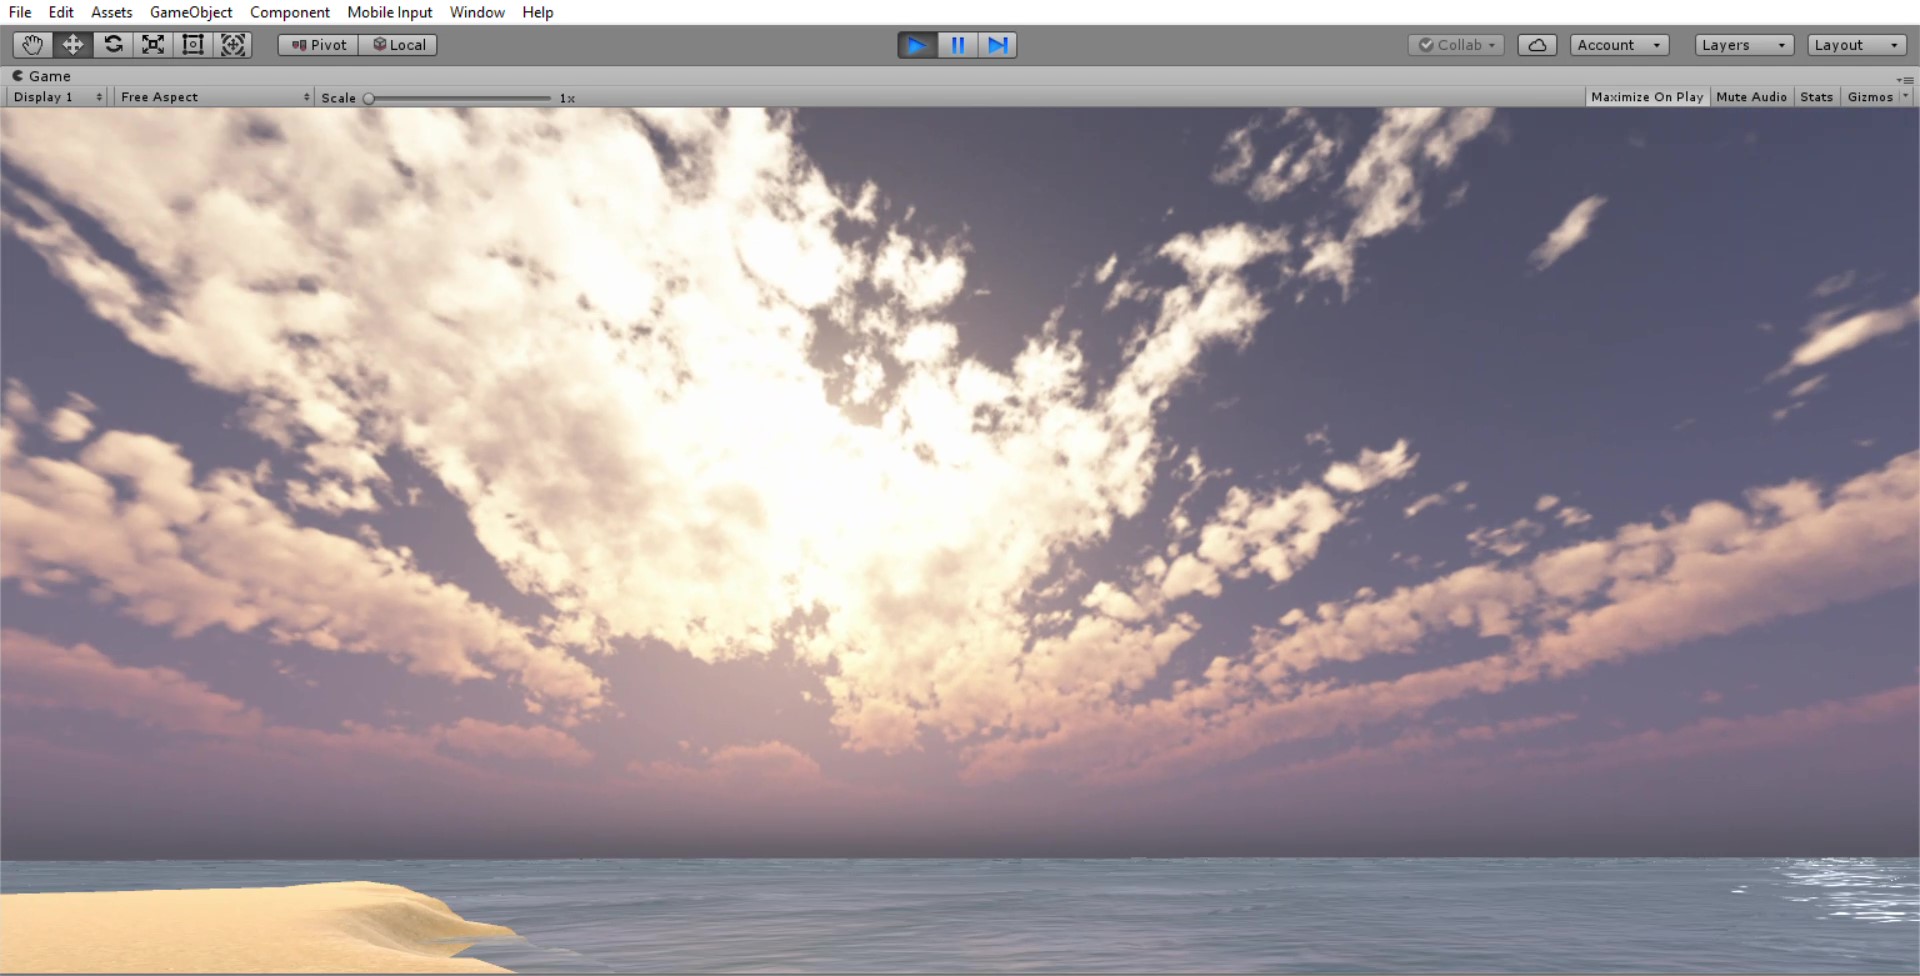 File Edit Assets GameObject Component Mobile Input Window Help
Pivot Local Collab Account Layers Layout
Game
Display 1 Free Aspect Scale 1x Maximize On Play Mute Audio Stats Gizmos